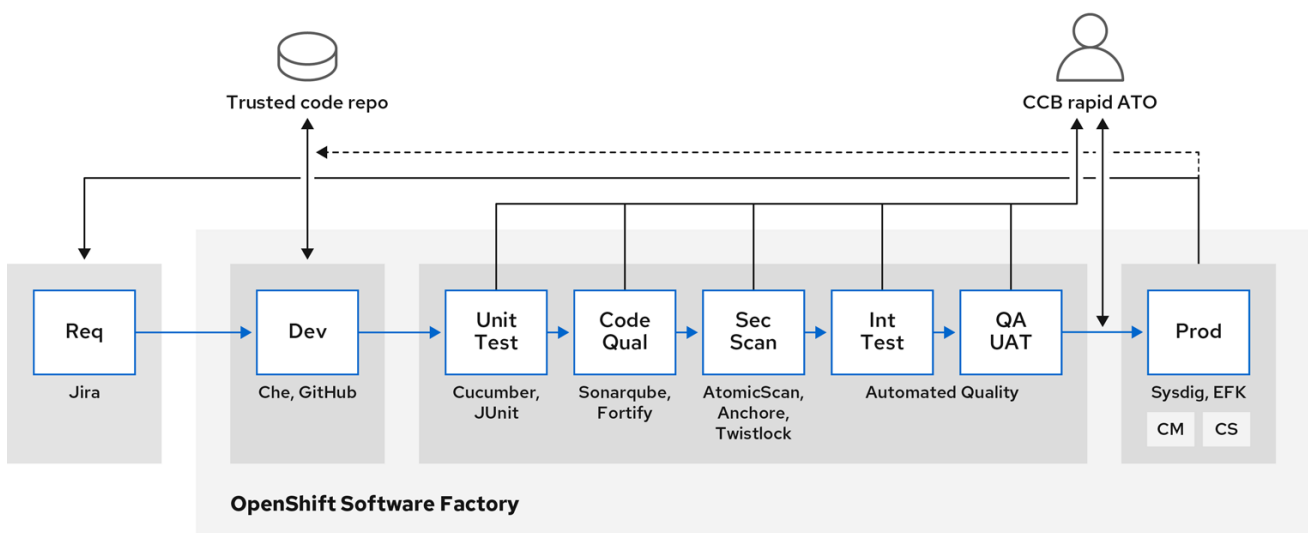 Trusted code repo
CCB rapid ATO
Req
Dev
Unit
Test
Code
Qual
Sec
Scan
Int
Test
QA
UAT
Prod
Jira
Che, GitHub
Cucumber,
JUnit
Sonarqube,
Fortify
AtomicScan,
Anchore,
Twistlock
Automated Quality
Sysdig, EFK
CM
CS
OpenShift Software Factory